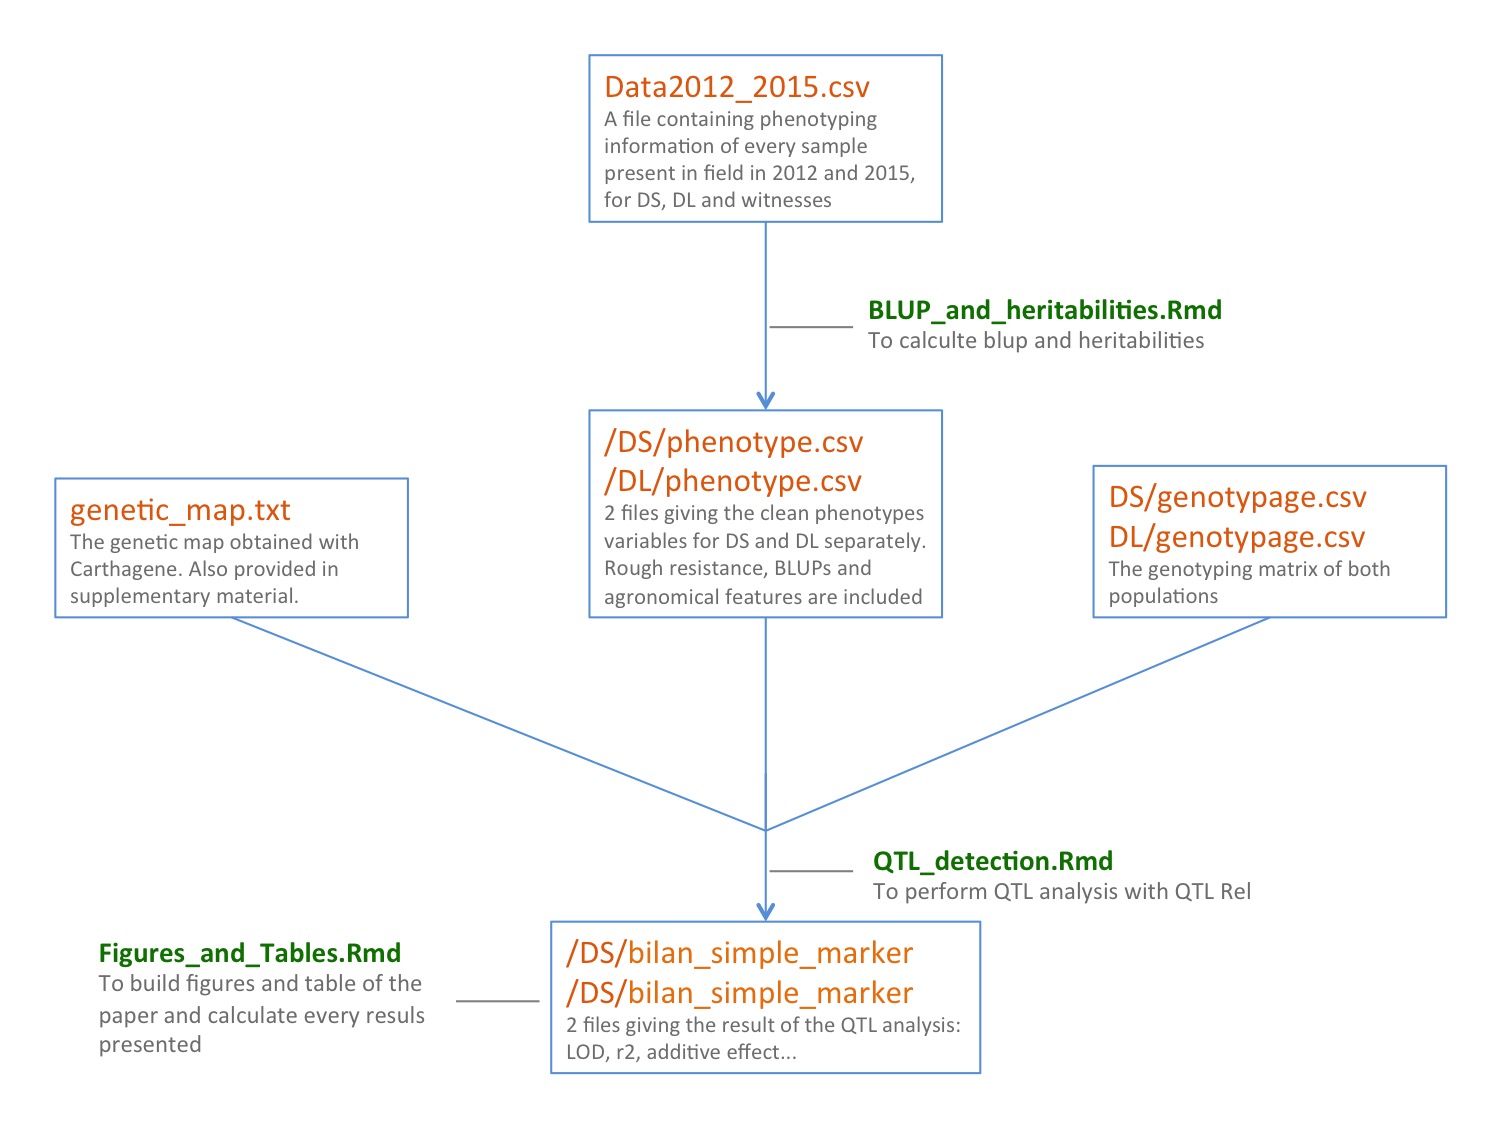 Data2012_2015.csv
A file containing phenotyping
information of every sample
present in field in 2012 and 2015,
for DS, DL and witnesses
BLUP_and_heritabilities.Rmd
To calculte blup and heritabilities
/DS/phenotype.csv
/DL/phenotype.csv
2 files giving the clean phenotypes
variables for DS and DL separately.
Rough resistance, BLUPs and
agronomical features are included
genetic_map.txt
The genetic map obtained with
Carthagene. Also provided in
supplementary material.
DS/genotypage.csv
DL/genotypage.csv
The genotyping matrix of both
populations
QTL_detection.Rmd
To perform QTL analysis with QTL Rel
Figures_and_Tables.Rmd
To build figures and table of the
paper and calculate every resuls
presented
/DS/bilan_simple_marker
/DS/bilan_simple_marker
2 files giving the result of the QTL analysis:
LOD, r2, additive effect...